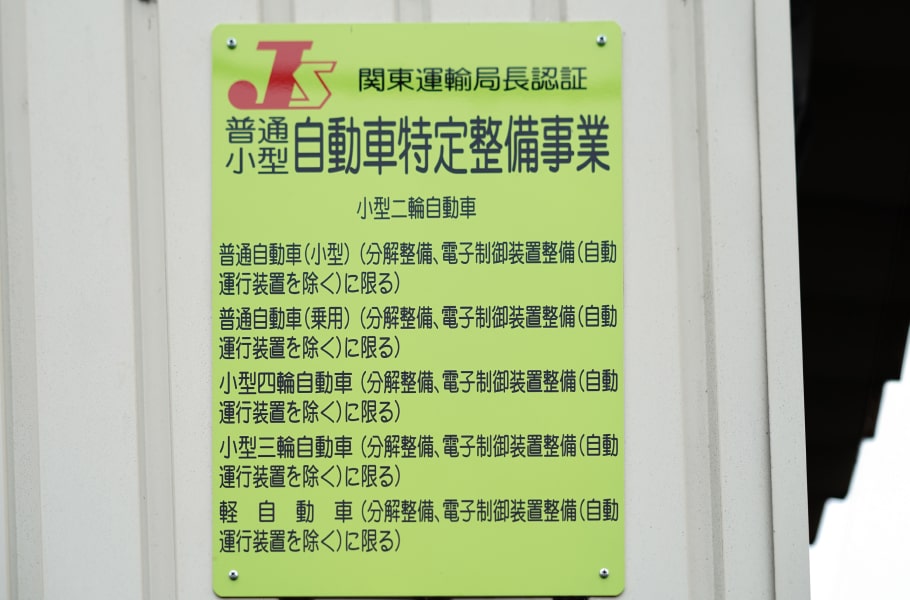 JS 関東運輸局長認証
普通
小型 自動車特定整備事業
小型二輪自動車
普通自動車(小型)(分解整備、電子制御装置整備(自動
運行装置を除く)に限る)
普通自動車(乗用)(分解整備、電子制御装置整備(自動
運行装置を除く)に限る)
小型四輪自動車(分解整備、電子制御装置整備(自動
運行装置を除く)に限る)
小型三輪自動車(分解整備、電子制御装置整備(自動
運行装置を除く)に限る)
軽自動車(分解整備、電子制御装置整備(自動
運行装置を除く)に限る)